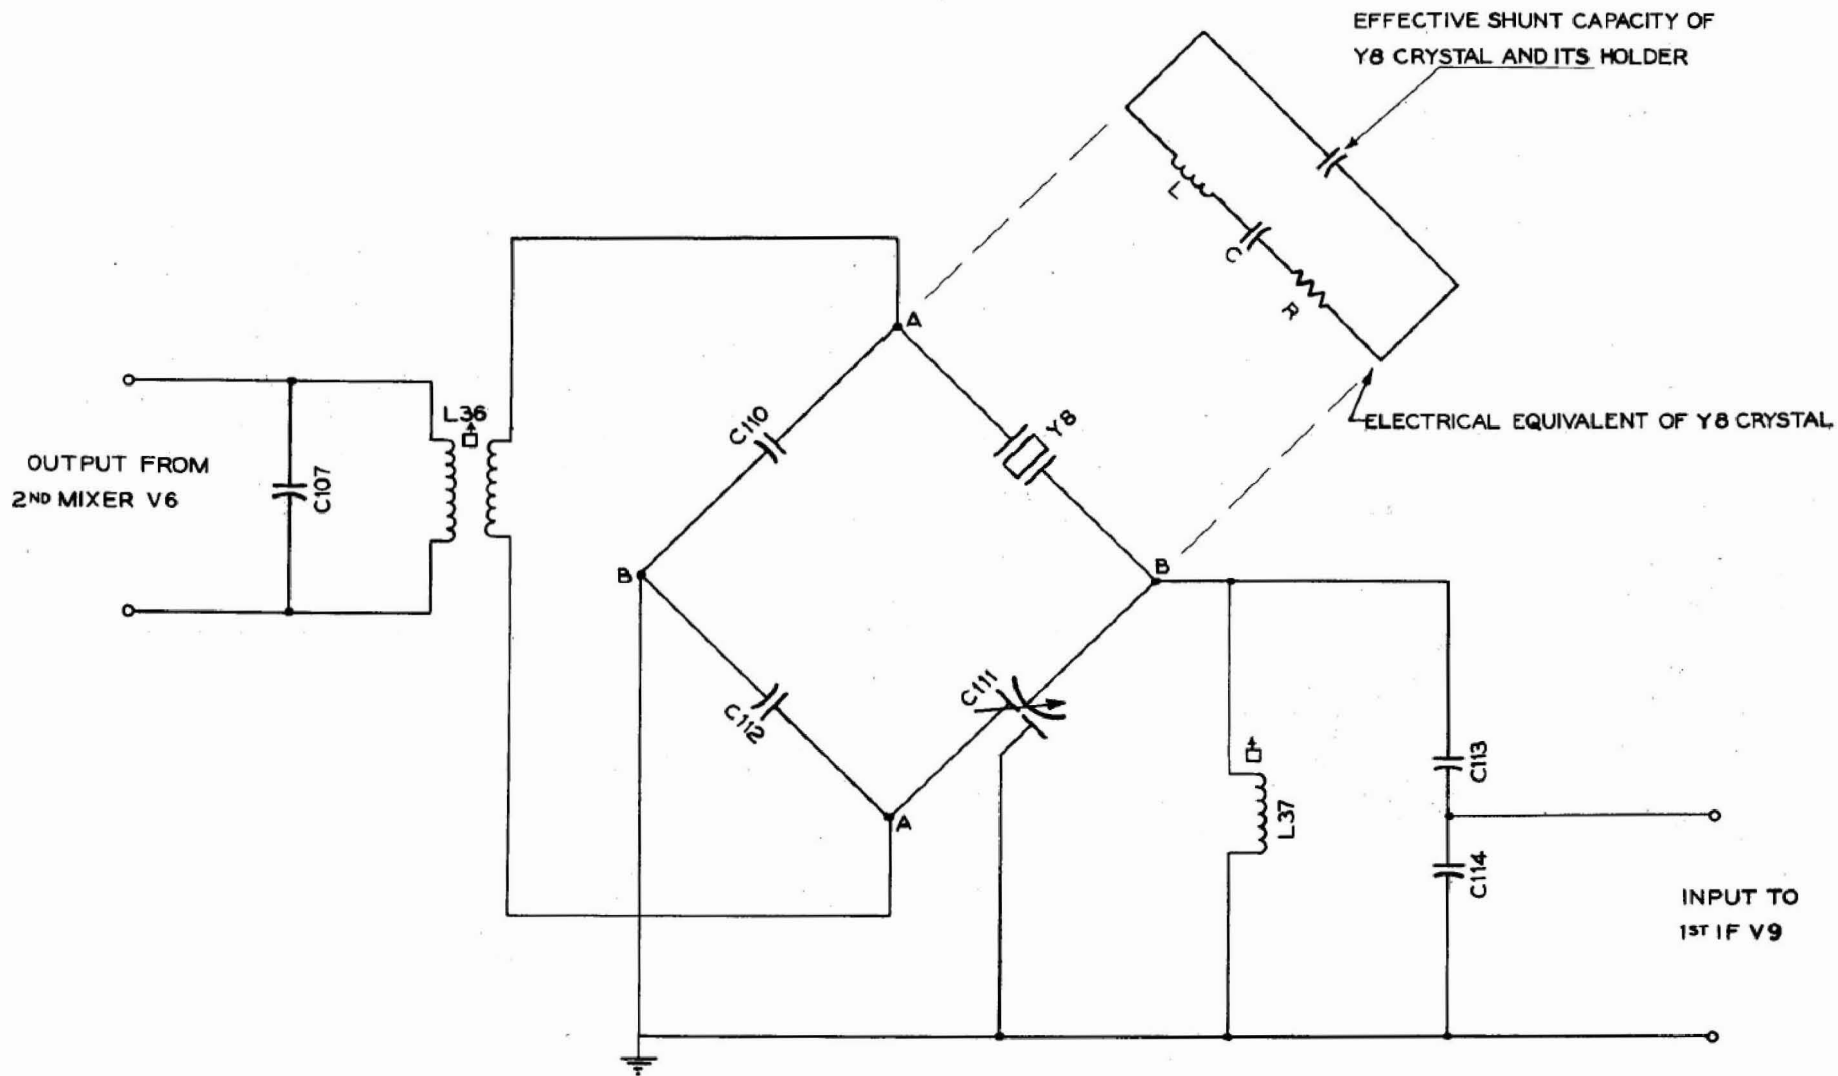 EFFECTIVE SHUNT CAPACITY OF
Y8 CRYSTAL AND ITS HOLDER
L
C
R
A
L36
C110
Y8
ELECTRICAL EQUIVALENT OF Y8 CRYSTAL
OUTPUT FROM
2ND MIXER V6
C107
B
B
C111
C112
A
C113
L37
C114
INPUT TO
1ST IF V9